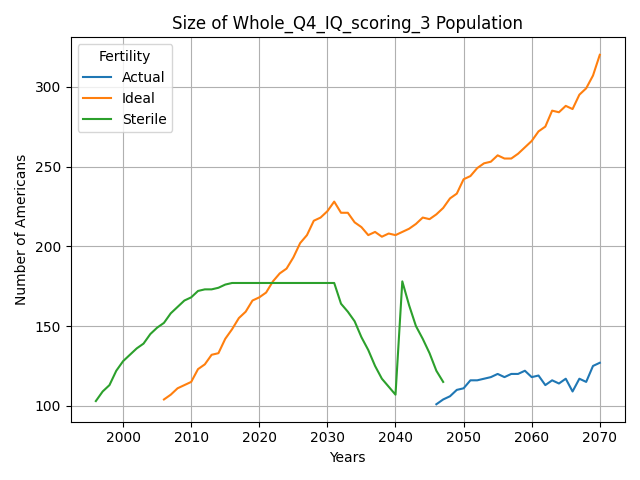 Size of Whole_Q4_IQ_scoring_3 Population
Fertility
Actual
Ideal
Sterile
Number of Americans
300
250
200
150
100
2000
2010
2020
2030
2040
2050
2060
2070
Years